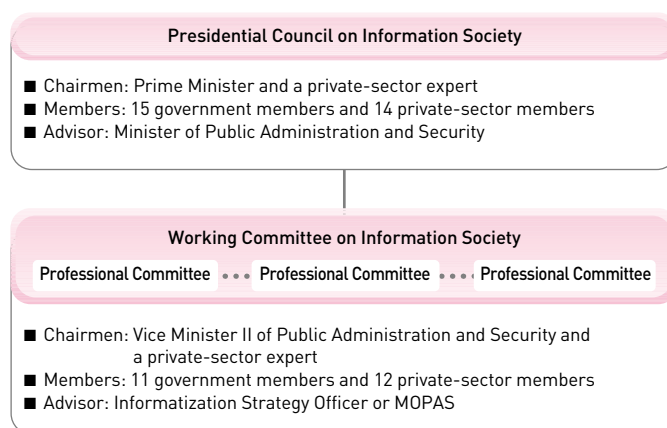 Presidential Council on Information Society
■ Chairmen: Prime Minister and a private-sector expert
■ Members: 15 government members and 14 private-sector members
■ Advisor: Minister of Public Administration and Security
Working Committee on Information Society
Professional Committee •••• Professional Committee •••• Professional Committee
■ Chairmen: Vice Minister II of Public Administration and Security and
a private-sector expert
■ Members: 11 government members and 12 private-sector members
■ Advisor: Informatization Strategy Officer or MOPAS